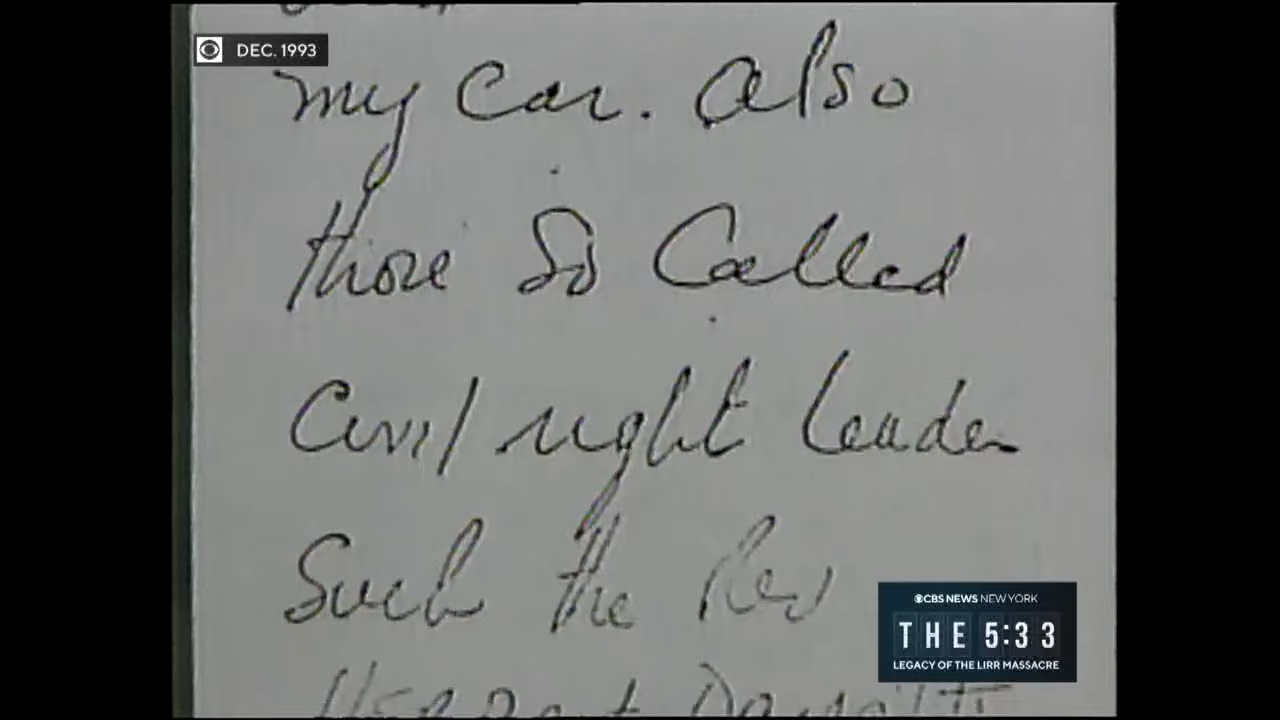 DEC. 1993
my car. also
those So Called
Civil right leader
Such the Rev
CBS NEWS NEW YORK
THE 5:33
LEGACY OF THE LIRR MASSACRE